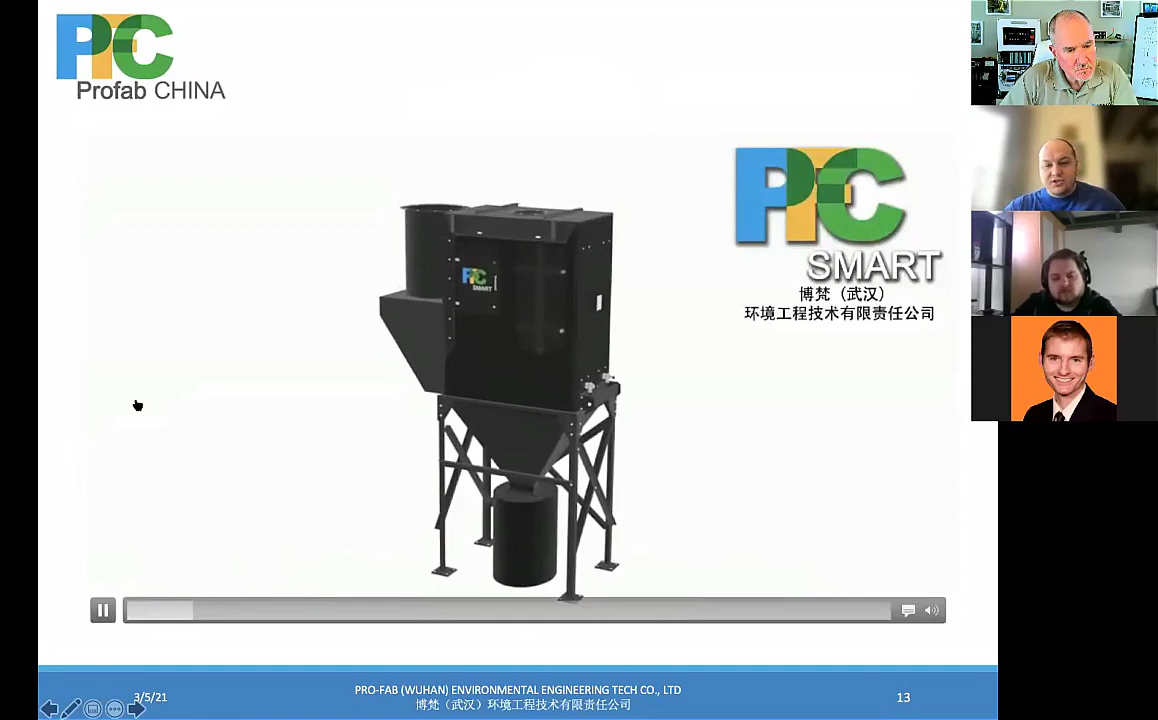 PFC
Profab CHINA
PFC
SMART
博梵（武汉）
环境工程技术有限责任公司
PFC
SMART
3/5/21
PRO-FAB (WUHAN) ENVIRONMENTAL ENGINEERING TECH CO., LTD
博梵（武汉）环境工程技术有限责任公司
13